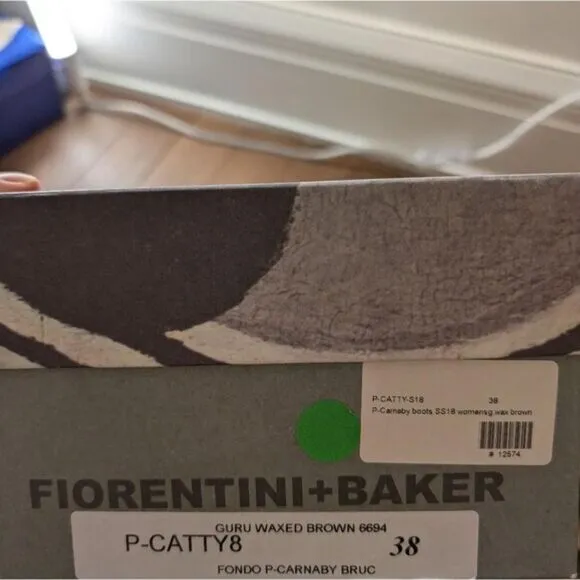 P-CATTY-S18 38
P-Carnaby boots SS18 womensg.wax brown
# 12574
FIORENTINI+BAKER
GURU WAXED BROWN 6694
P-CATTY8 38
FONDO P-CARNABY BRUC